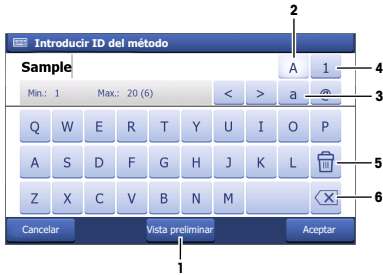 2
Introducir ID del método
Sample A 1 4
Min.: 1 Max.: 20 (6) < > a @ 3
Q W E R T Y U I O P
A S D F G H J K L 5
Z X C V B N M 6
Cancelar Vista preliminar Aceptar
1